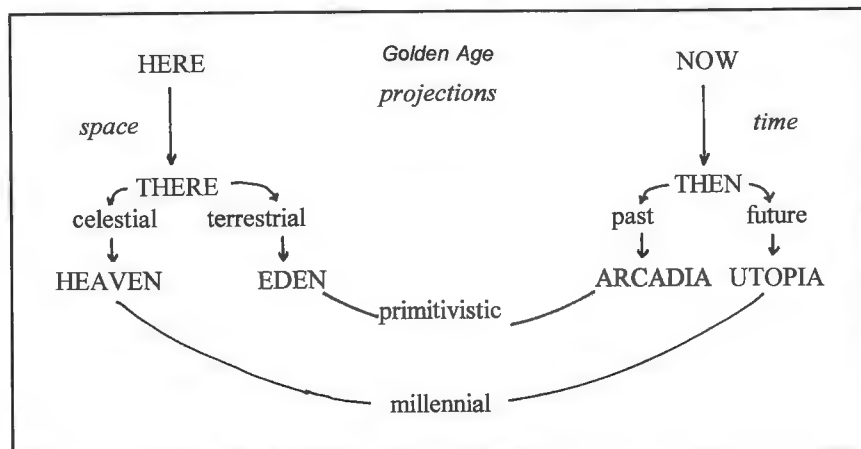 HERE Golden Age NOW
projections
space time
THERE THEN
celestial terrestrial past future
HEAVEN EDEN ARCADIA UTOPIA
primitivistic
millennial